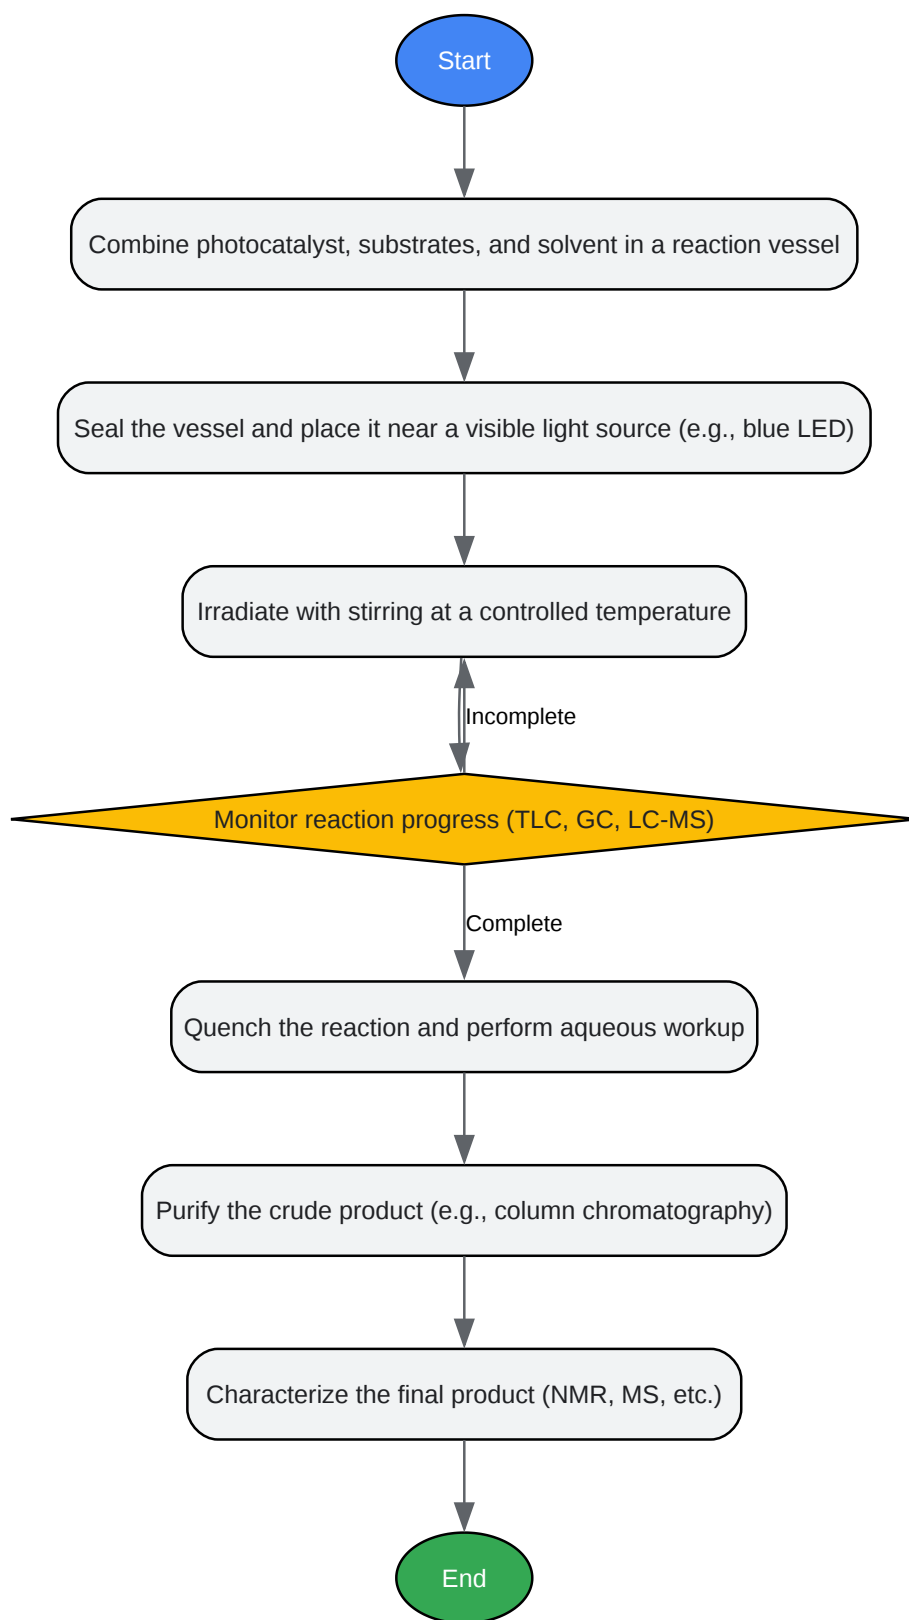 Start
Combine photocatalyst, substrates, and solvent in a reaction vessel
Seal the vessel and place it near a visible light source (e.g., blue LED)
Irradiate with stirring at a controlled temperature
Incomplete
Monitor reaction progress (TLC, GC, LC-MS)
Complete
Quench the reaction and perform aqueous workup
Purify the crude product (e.g., column chromatography)
Characterize the final product (NMR, MS, etc.)
End